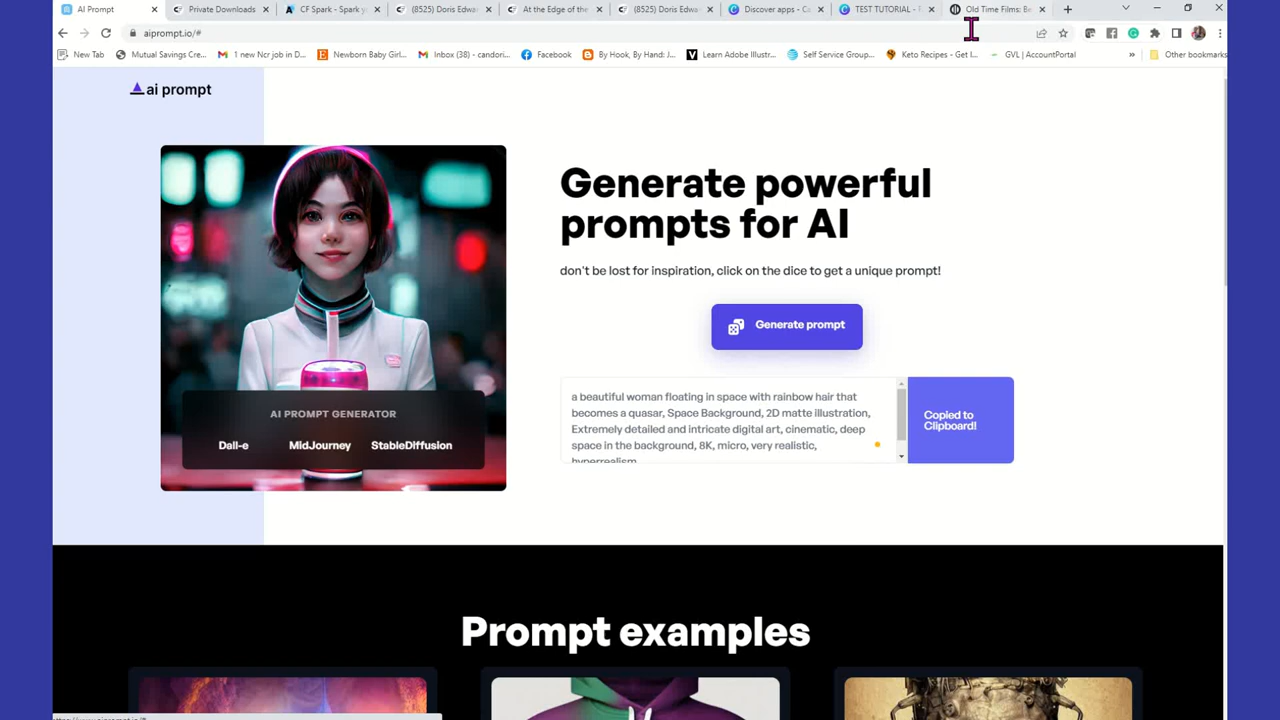 AI Prompt
Private Downloads
CF Spark - Spark y
(8525) Doris Edwar
At the Edge of the
(8525) Doris Edwar
Discover apps - Ca
TEST TUTORIAL - F
Old Time Films: Be
aiprompt.io/#
New Tab
Mutual Savings Cre...
1 new Ncr job in D...
Newborn Baby Girl...
Inbox (38) - candori...
Facebook
By Hook, By Hand: J...
Learn Adobe Illustr...
Self Service Group...
Keto Recipes - Get I...
GVL | AccountPortal
»
Other bookmarks
ai prompt
Generate powerful
prompts for AI
don't be lost for inspiration, click on the dice to get a unique prompt!
Generate prompt
a beautiful woman floating in space with rainbow hair that
becomes a quasar, Space Background, 2D matte illustration,
Extremely detailed and intricate digital art, cinematic, deep
space in the background, 8K, micro, very realistic,
hyperrealism
Copied to
Clipboard!
AI PROMPT GENERATOR
Dall-e MidJourney StableDiffusion
Prompt examples